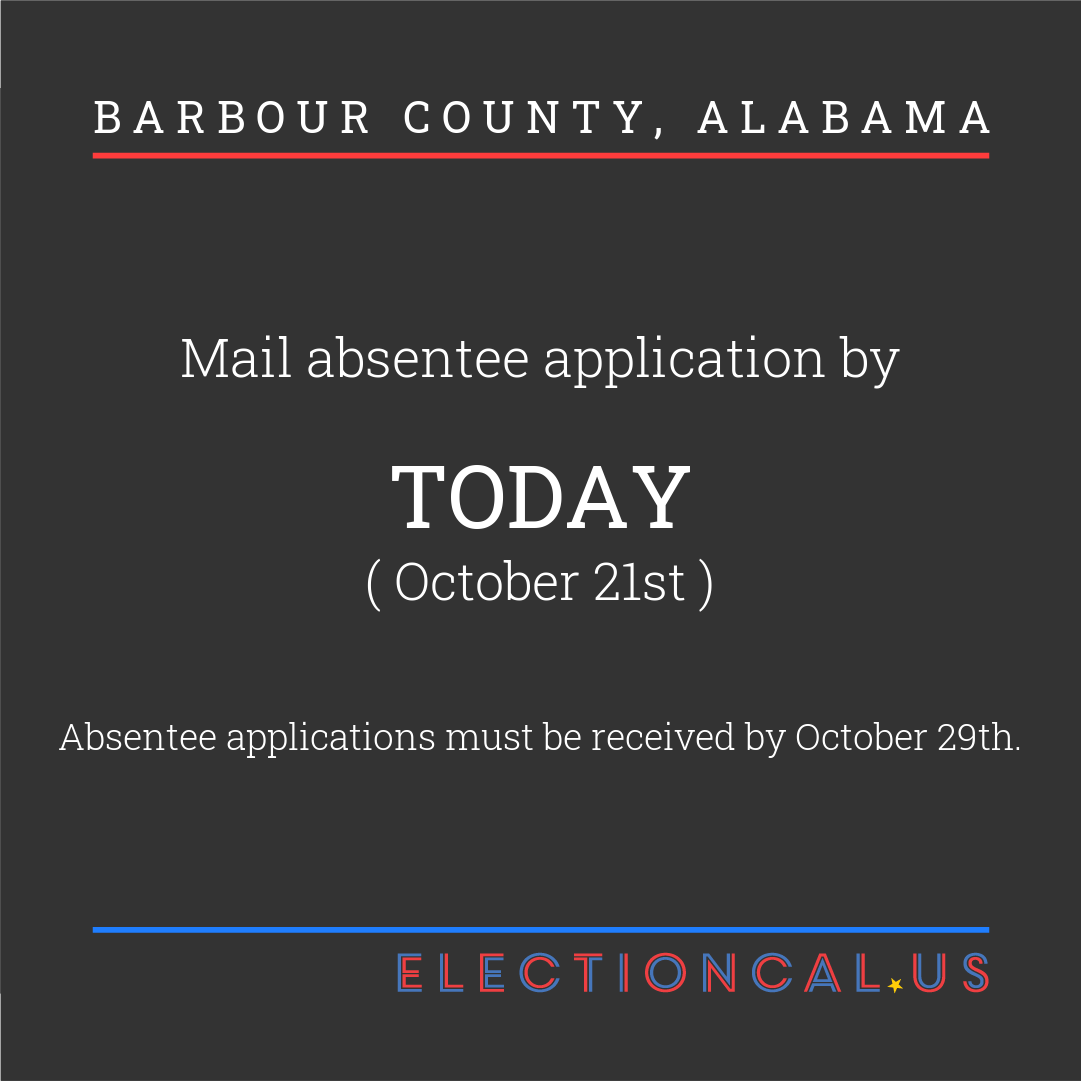 BARBOUR COUNTY, ALABAMA
Mail absentee application by
TODAY
( October 21st )
Absentee applications must be received by October 29th.
ELECTIONCAL.US